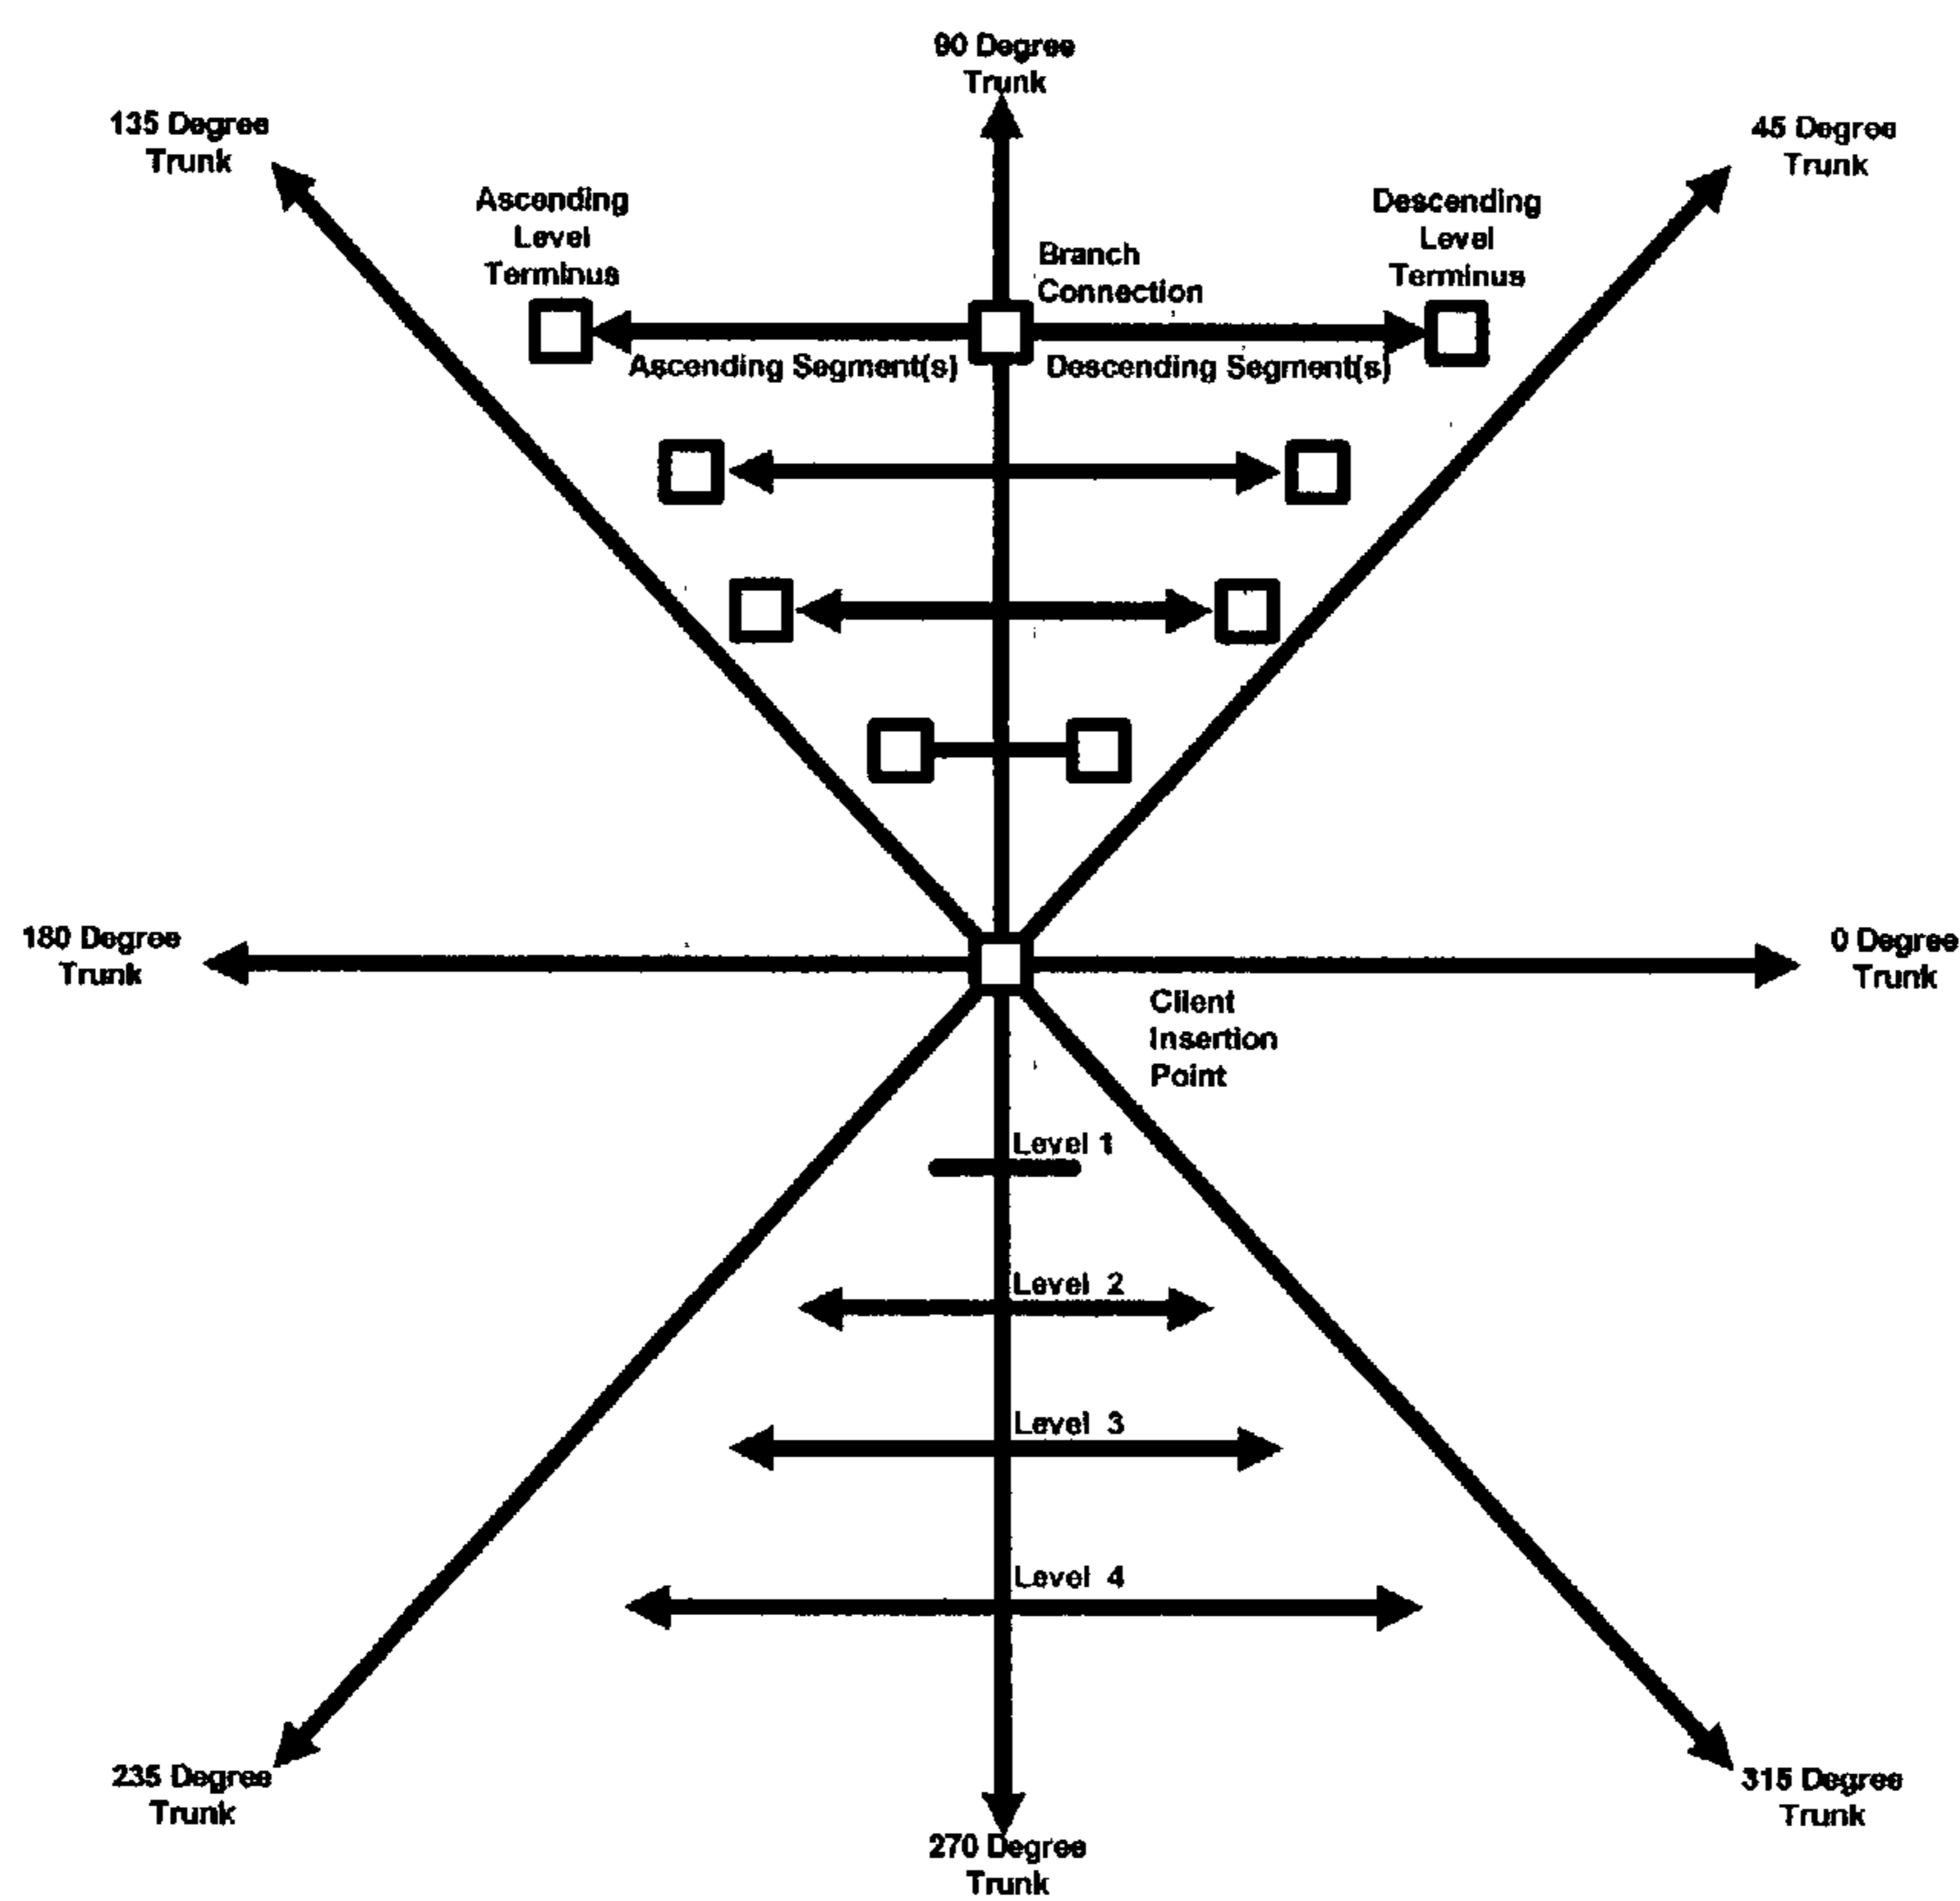 90 Degree
Trunk
135 Degree
Trunk
45 Degree
Trunk
Ascending
Level
Terminus
Descending
Level
Terminus
Branch
Connection
Ascending Segment(s)
Descending Segment(s)
180 Degree
Trunk
0 Degree
Trunk
Client
Insertion
Point
Level 1
Level 2
Level 3
Level 4
235 Degree
Trunk
315 Degree
Trunk
270 Degree
Trunk